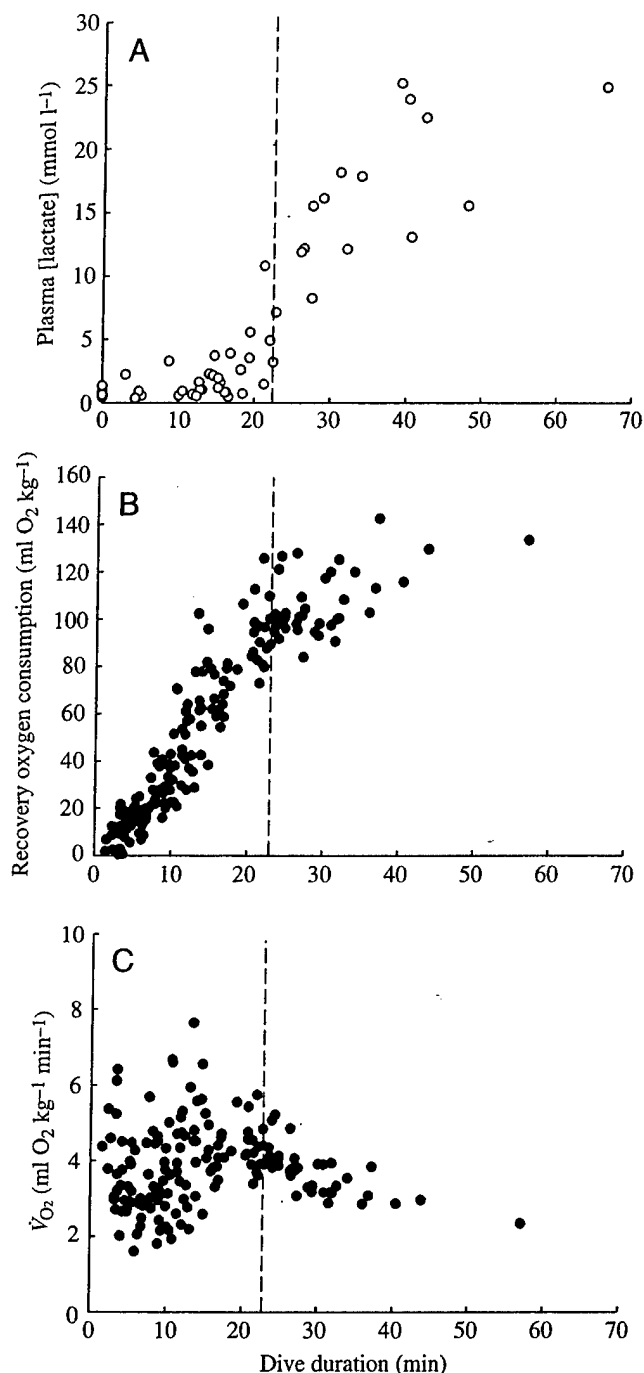 A
Plasma [lactate] (mmol l⁻¹)
30
25
20
15
10
5
0
0 10 20 30 40 50 60 70
B
Recovery oxygen consumption (ml O₂ kg⁻¹)
160
140
120
100
80
60
40
20
0
0 10 20 30 40 50 60 70
C
V̇O₂ (ml O₂ kg⁻¹ min⁻¹)
10
8
6
4
2
0
0 10 20 30 40 50 60 70
Dive duration (min)